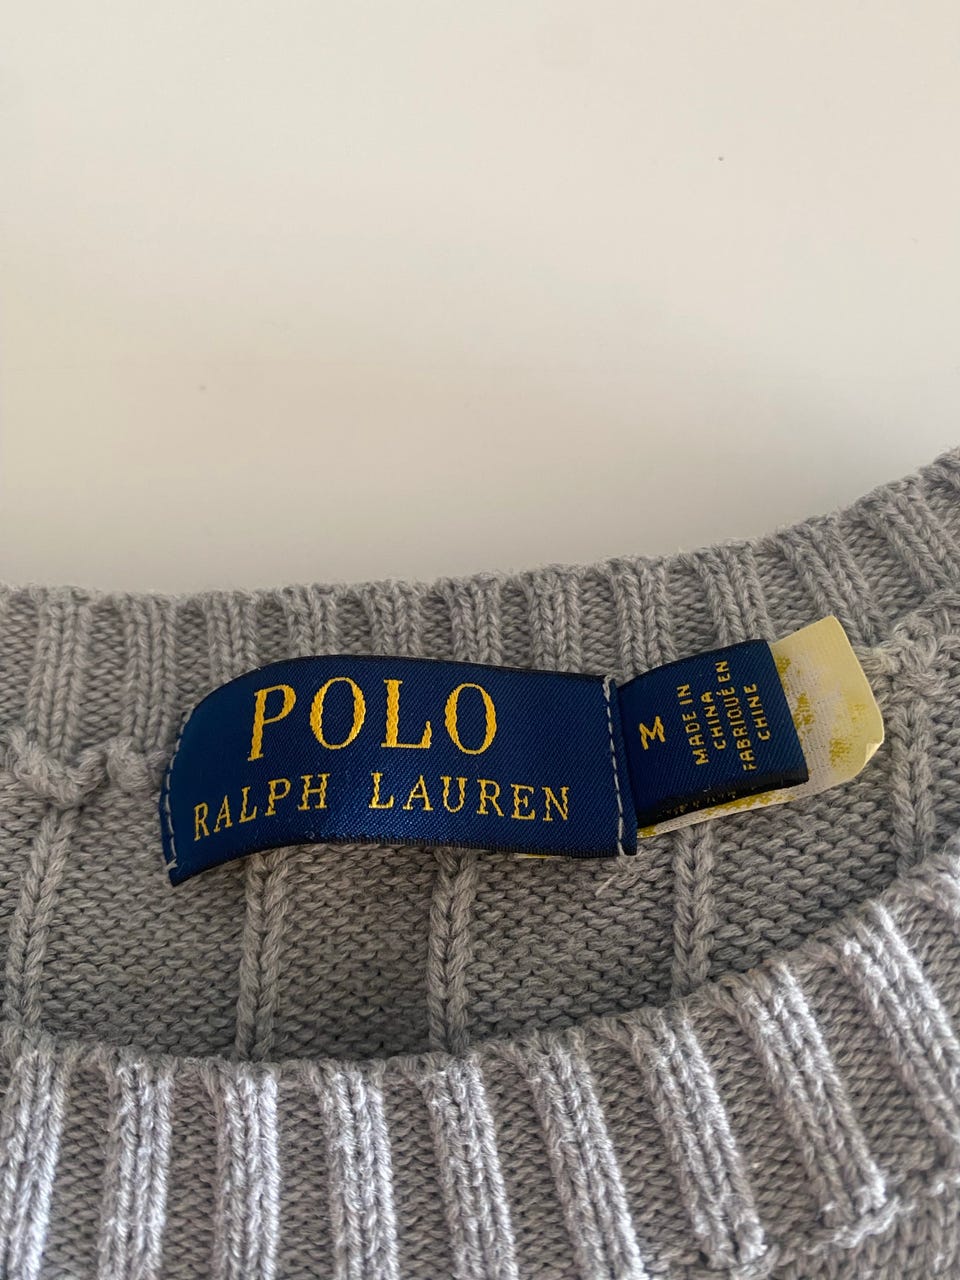 POLO
RALPH LAUREN
M
MADE IN
CHINA
FABRIQUÉ EN
CHINE